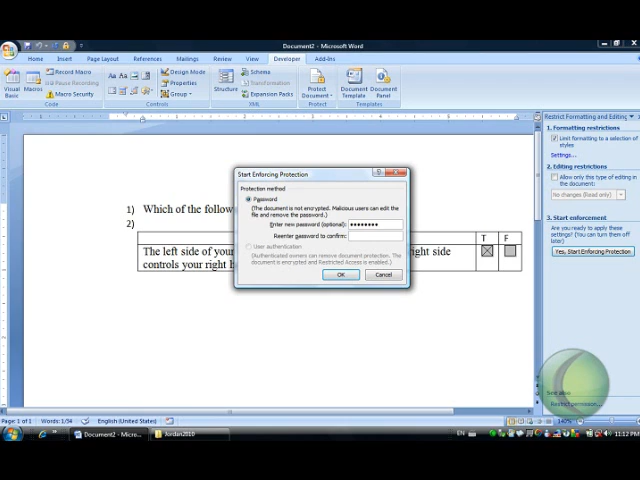 Document2 - Microsoft Word
Home Insert Page Layout References Mailings Review View Developer Add-Ins
Visual Basic
Macros
Record Macro
Pause Recording
Macro Security
Code
Aa Aa
Design Mode
Properties
Group
Controls
Structure
Schema
Transformation
Expansion Packs
XML
Protect Document
Protect
Document Template
Document Panel
Templates
1) Which of the follow
2)
The left side of your
right side
controls your right h
T F
Start Enforcing Protection
Protection method
Password
(The document is not encrypted. Malicious users can edit the
file and remove the password.)
Enter new password (optional):
Reenter password to confirm:
User authentication
(Authenticated owners can remove document protection. The
document is encrypted and Restricted Access is enabled.)
OK Cancel
Restrict Formatting and Editing
1. Formatting restrictions
Limit formatting to a selection of
styles
Settings...
2. Editing restrictions
Allow only this type of editing in
the document:
No changes (Read only)
3. Start enforcement
Are you ready to apply these
settings? (You can turn them off
later)
Yes, Start Enforcing Protection
See also
Restrict permission...
Page: 1 of 1 Words: 1/34 English (United States) 140%
Document2 - Micro... Jordan2010 EN 11:12 PM